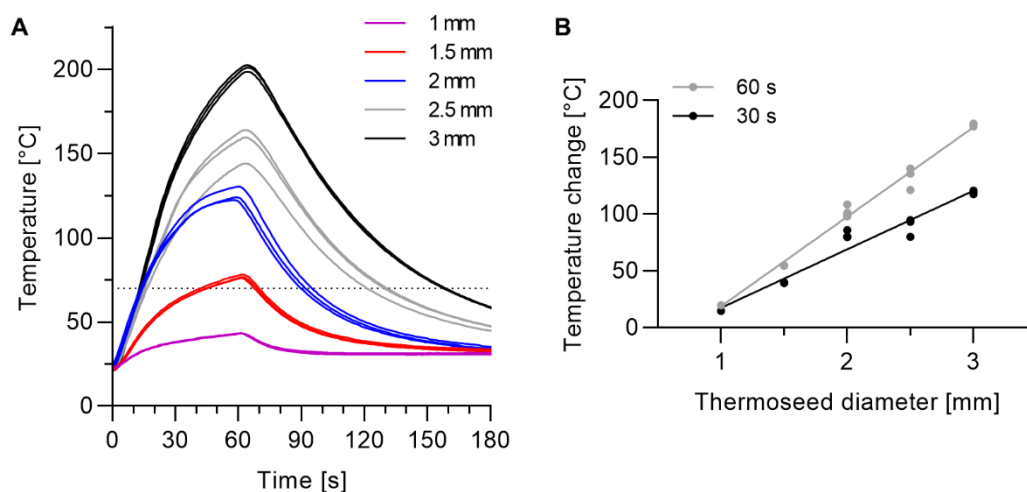 A
1 mm
1.5 mm
2 mm
2.5 mm
3 mm
Temperature [°C]
200
150
100
50
0
0 30 60 90 120 150 180
Time [s]
B
60 s
30 s
Temperature change [°C]
200
150
100
50
0
1 2 3
Thermoseed diameter [mm]